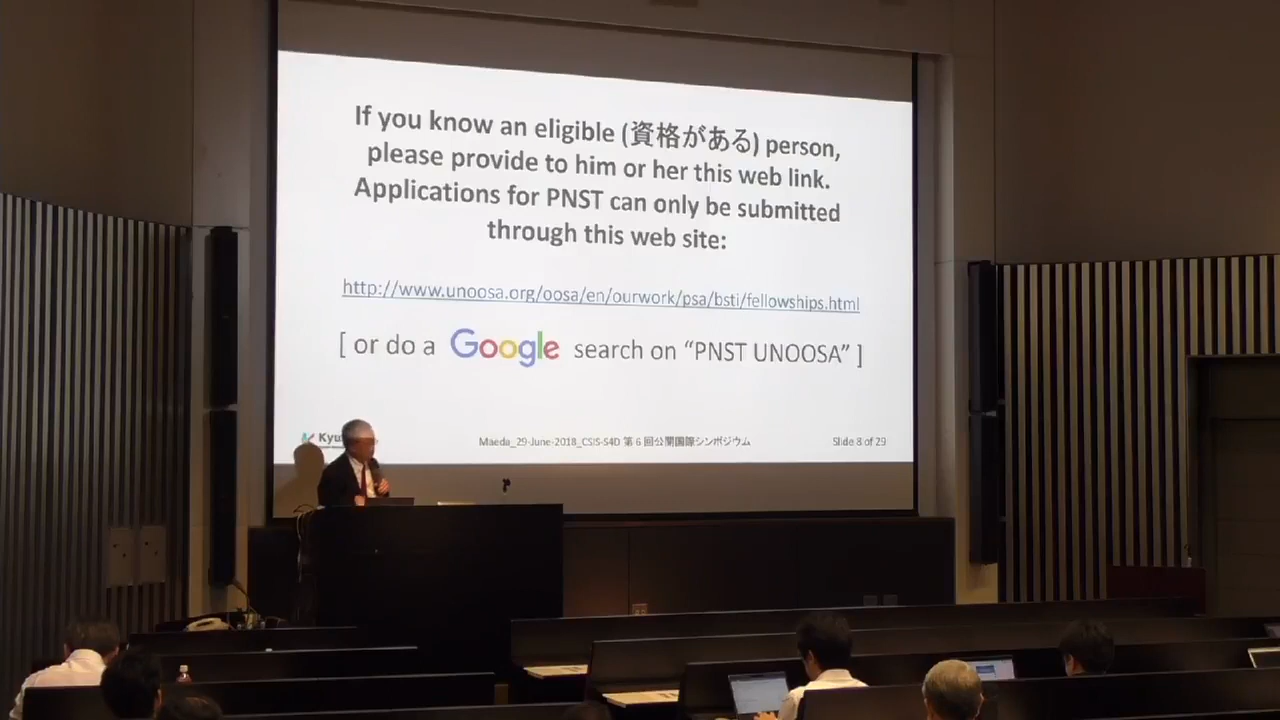 If you know an eligible (資格がある) person,
please provide to him or her this web link.
Applications for PNST can only be submitted
through this web site:
http://www.unoosa.org/oosa/en/ourwork/psa/bsti/fellowships.html
[ or do a Google search on “PNST UNOOSA” ]
Maeda_29-June-2018_CSIS-S4D 第 6 回公開国際シンポジウム
Slide 8 of 29